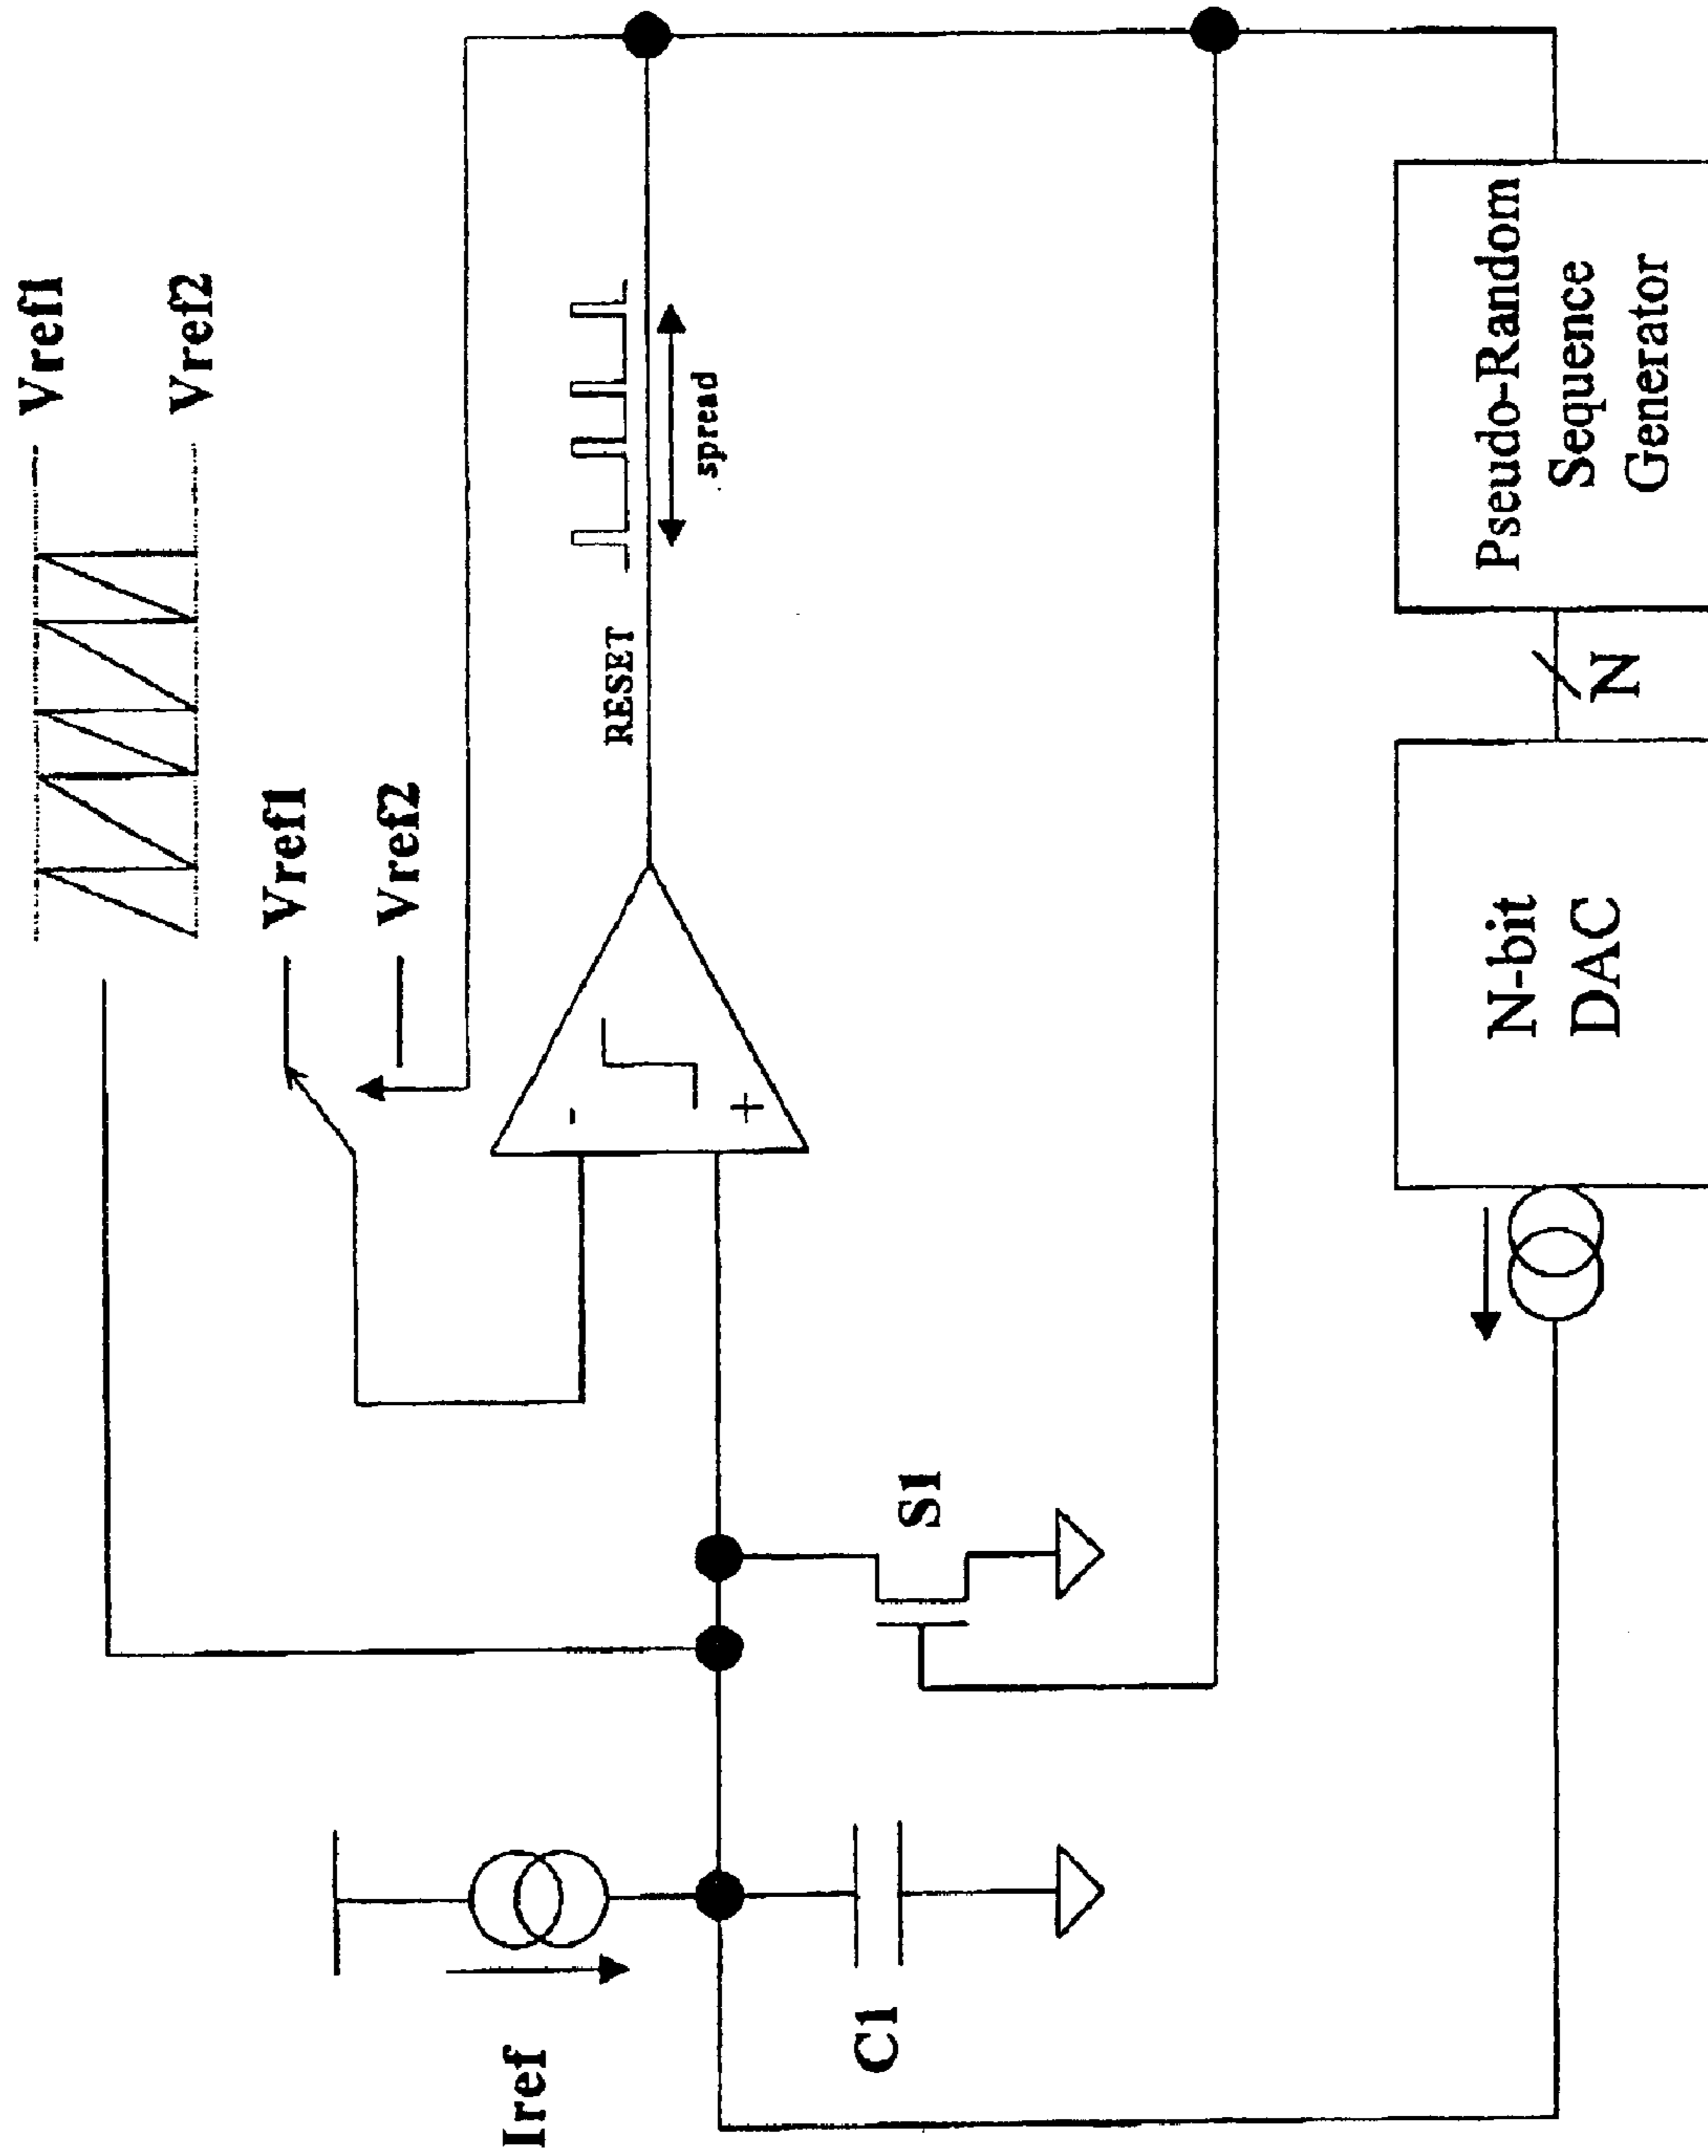 Vref1
Vref2
Vref1
Vref2
RESET
spread
-
+
Iref
C1
S1
N-bit
DAC
N
Pseudo-Random
Sequence
Generator